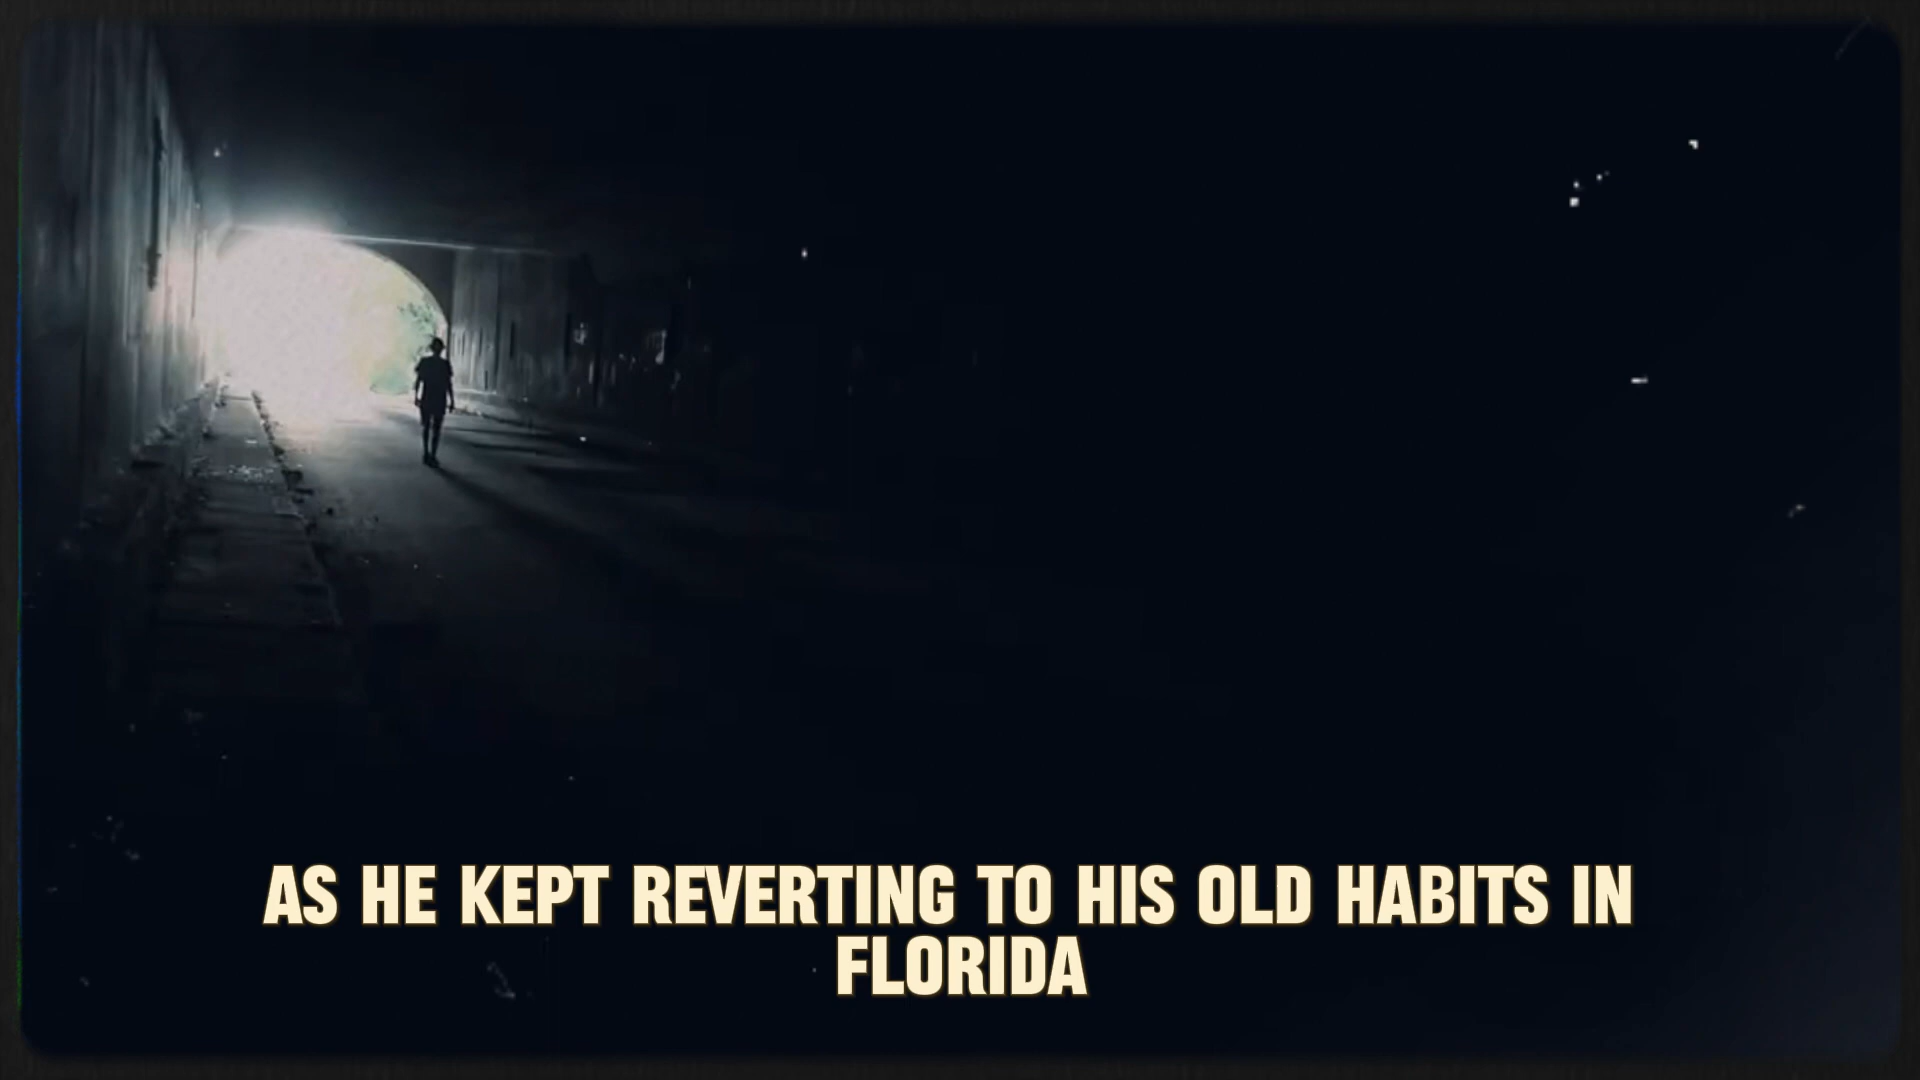 AS HE KEPT REVERTING TO HIS OLD HABITS IN
FLORIDA